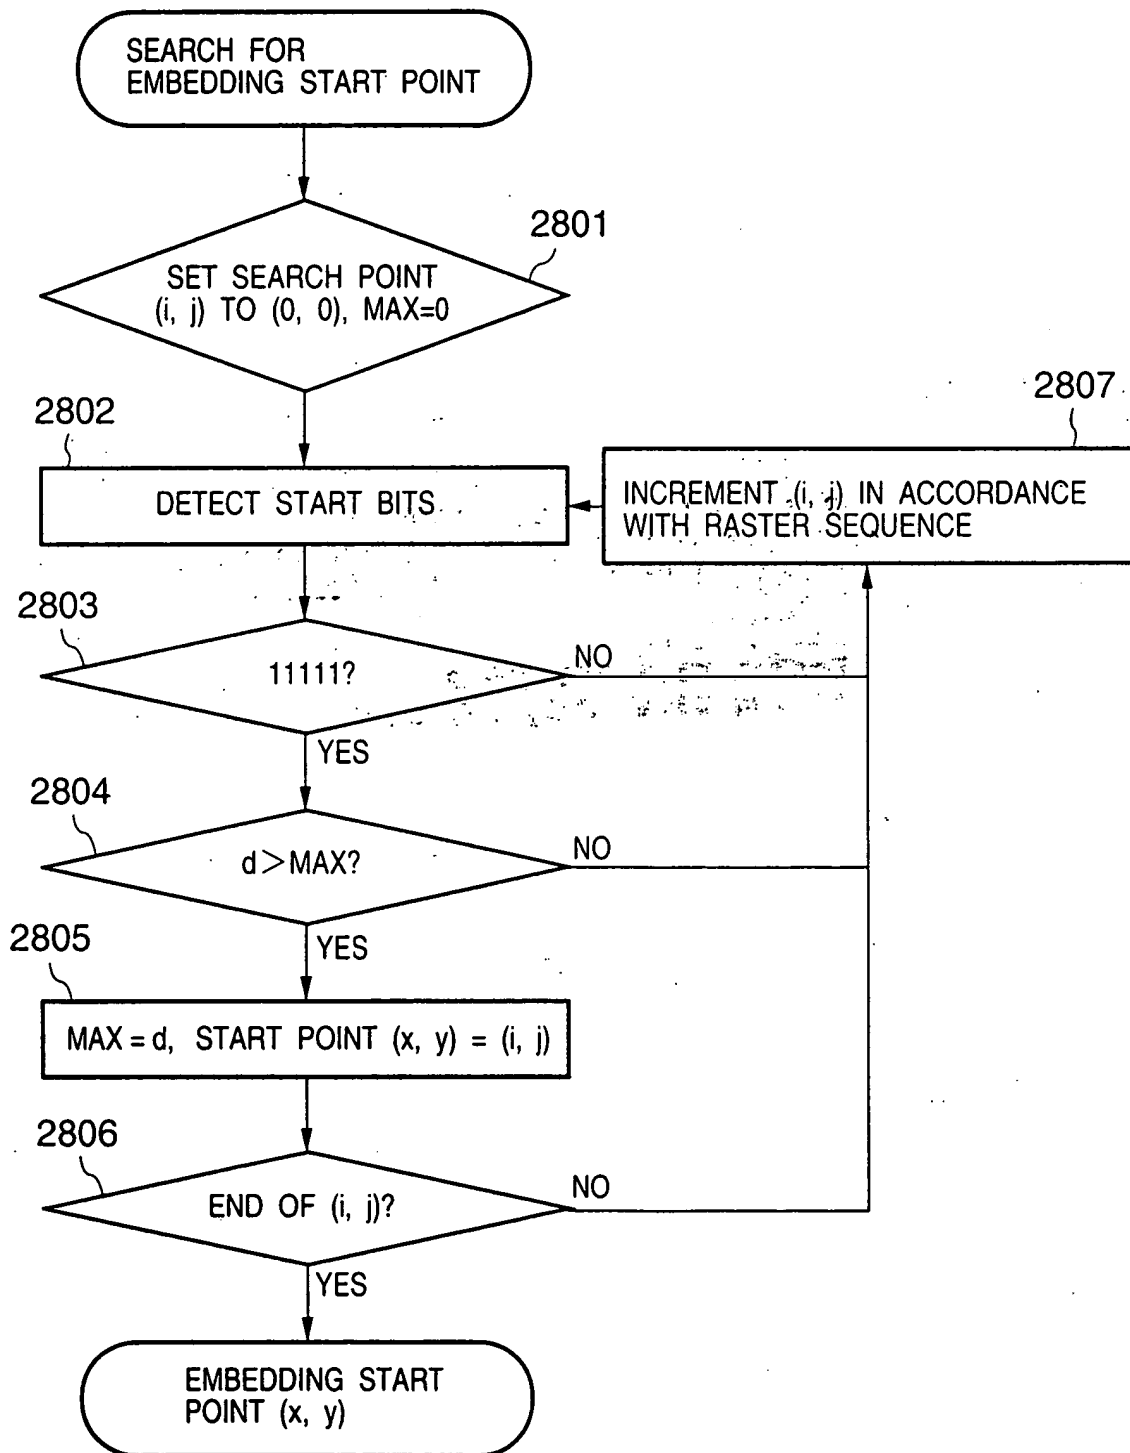 SEARCH FOR
EMBEDDING START POINT
2801
SET SEARCH POINT
(i, j) TO (0, 0), MAX=0
2802
DETECT START BITS
2807
INCREMENT (i, j) IN ACCORDANCE
WITH RASTER SEQUENCE
2803
11111?
NO
YES
2804
d>MAX?
NO
YES
2805
MAX = d, START POINT (x, y) = (i, j)
2806
END OF (i, j)?
NO
YES
EMBEDDING START
POINT (x, y)